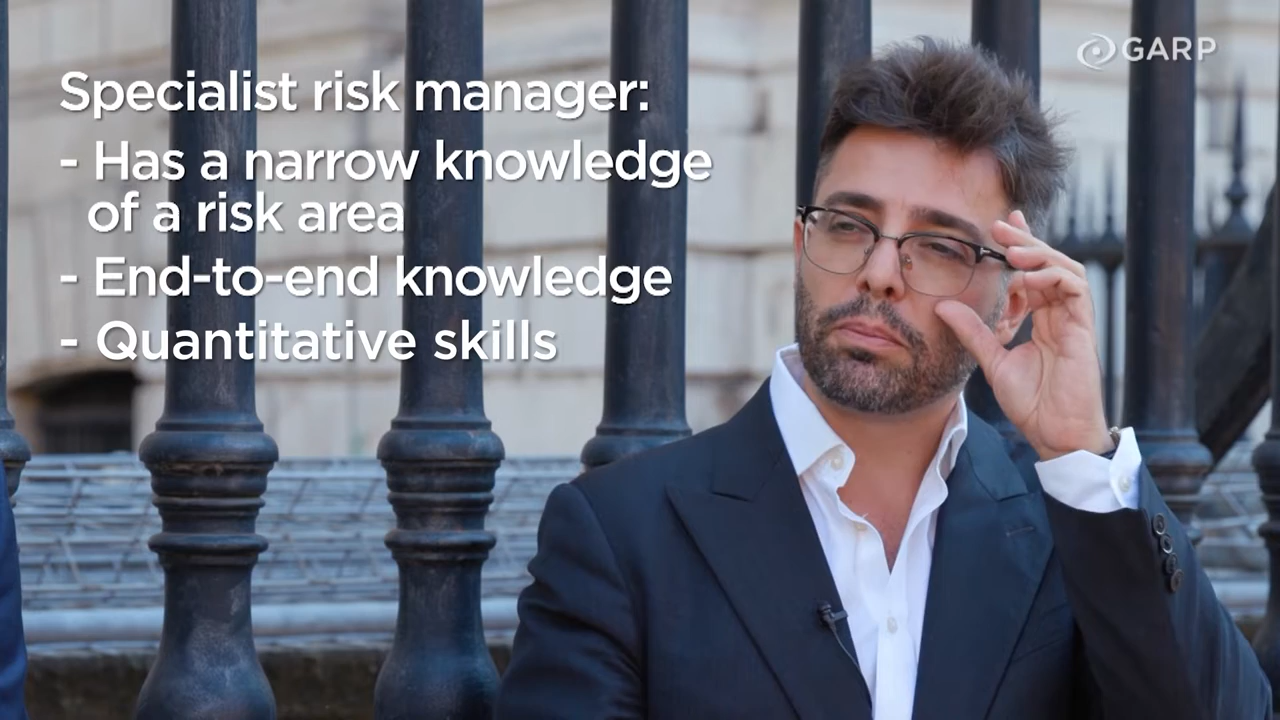 GARP
Specialist risk manager:
- Has a narrow knowledge
of a risk area
- End-to-end knowledge
- Quantitative skills